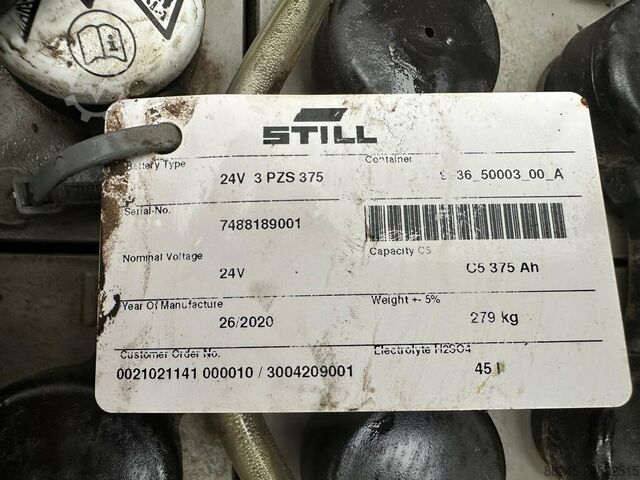 STILL
Battery Type
Container
24V 3 PZS 375
36_50003_00_A
Serial-No.
7488189001
Nominal Voltage
Capacity C5
24V
C5 375 Ah
Year Of Manufacture
Weight +- 5%
26/2020
279 kg
Customer Order No.
Electrolyte H2SO4
0021021141 000010 / 3004209001
45 l